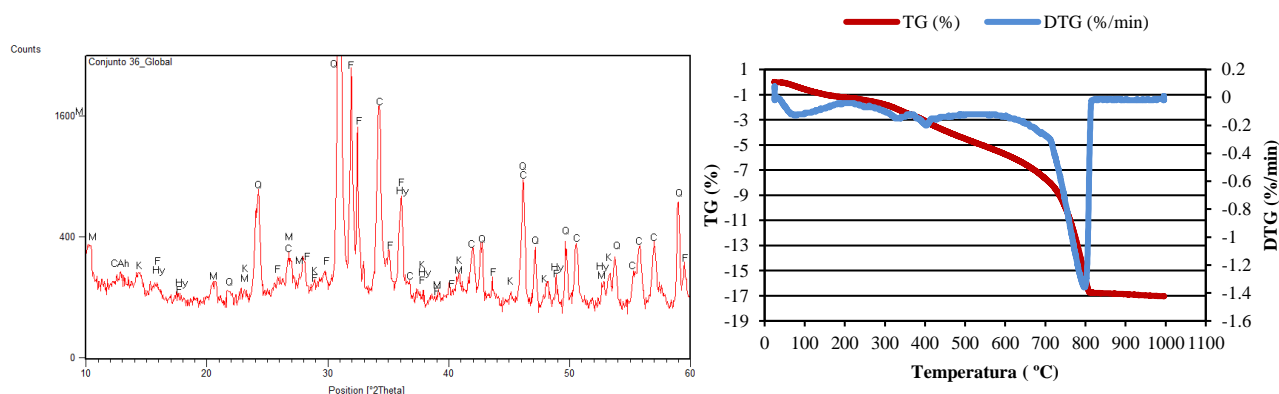 Counts
Conjunto 36_Global
1600
400
0
10
20
30
40
50
60
Position [°2Theta]
M
M
CAh
K
F
Hy
Hy
F
M
Q
K
M
Q
F
M
C
M
F
K
F
F
Q
F
F
C
F
F
Hy
C
K
Hy
F
M
F
F
K
M
C
Q
F
K
Q
C
Q
K
F
Hy
Q
C
Hy
M
K
F
Q
C
C
C
Q
F
TG (%)
DTG (%/min)
1
-1
-3
-5
-7
-9
-11
-13
-15
-17
-19
TG (%)
0.2
0
-0.2
-0.4
-0.6
-0.8
-1
-1.2
-1.4
-1.6
DTG (%/min)
0 100 200 300 400 500 600 700 800 900 1000 1100
Temperatura ( ºC)